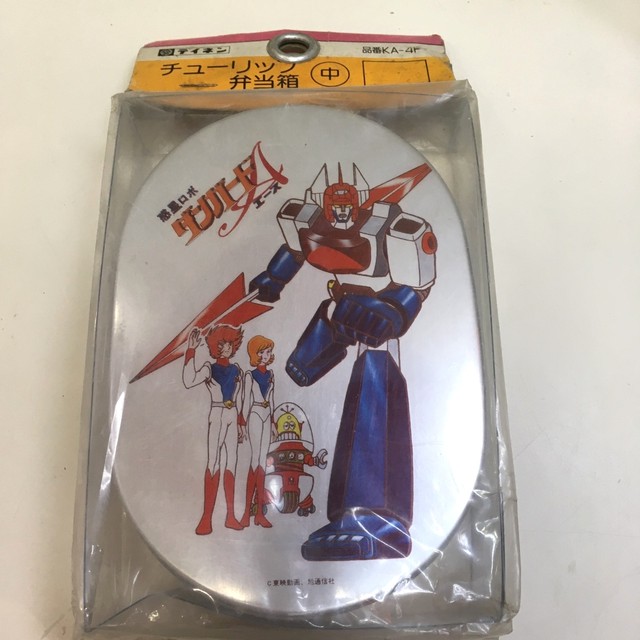 テイネン
品番KA-4F
チューリップ
弁当箱 中
惑星ロボ
ダンガードA
エース
©東映動画、旭通信社